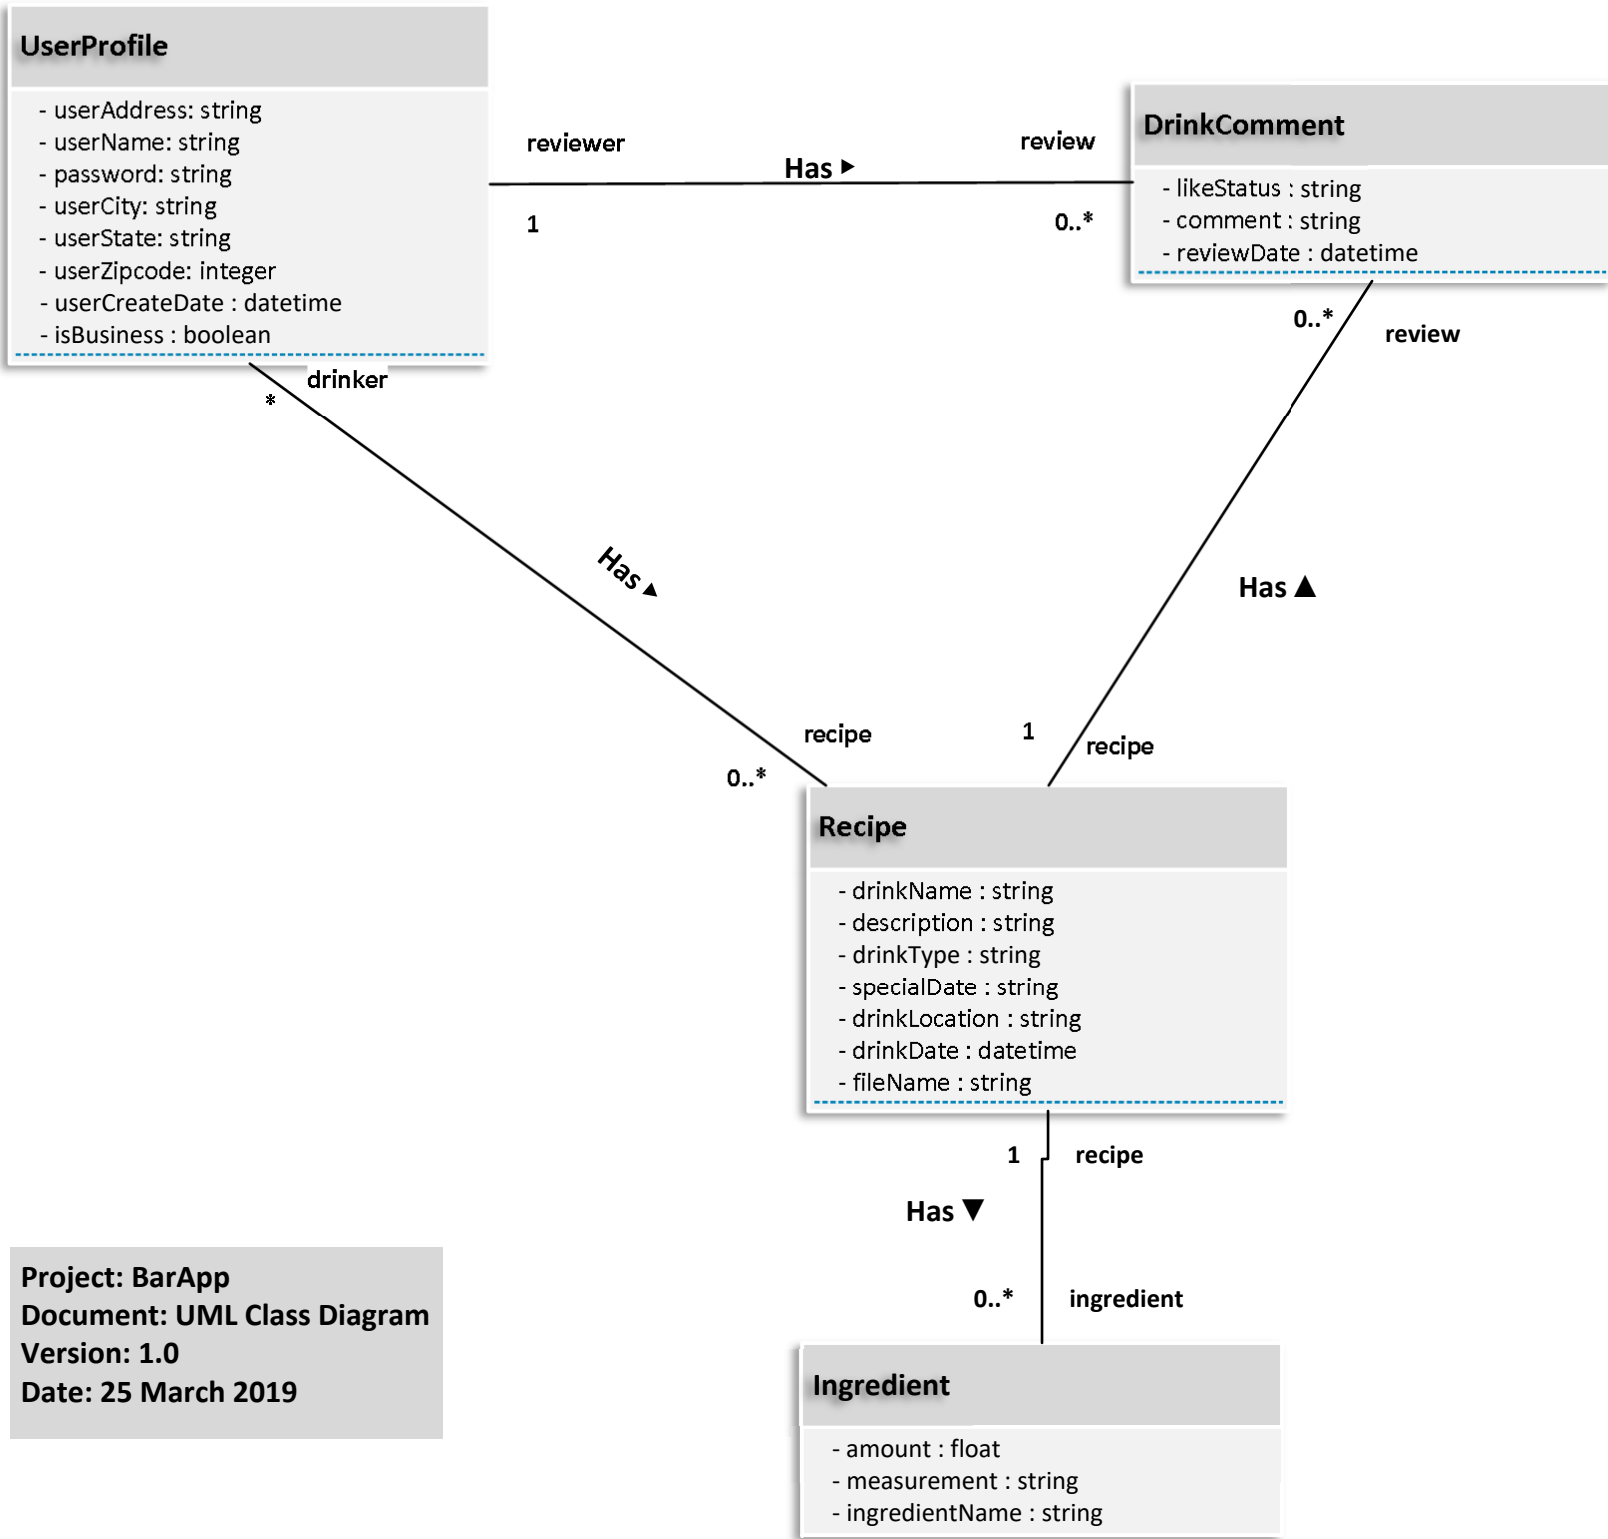 UserProfile
- userAddress: string
- userName: string
- password: string
- userCity: string
- userState: string
- userZipcode: integer
- userCreateDate : datetime
- isBusiness : boolean
reviewer
1
Has ►
review
0..*
DrinkComment
- likeStatus : string
- comment : string
- reviewDate : datetime
drinker
*
Has ▲
recipe
0..*
0..*
review
Has ▲
1
recipe
Recipe
- drinkName : string
- description : string
- drinkType : string
- specialDate : string
- drinkLocation : string
- drinkDate : datetime
- fileName : string
1
recipe
Has ▼
0..*
ingredient
Ingredient
- amount : float
- measurement : string
- ingredientName : string
Project: BarApp
Document: UML Class Diagram
Version: 1.0
Date: 25 March 2019